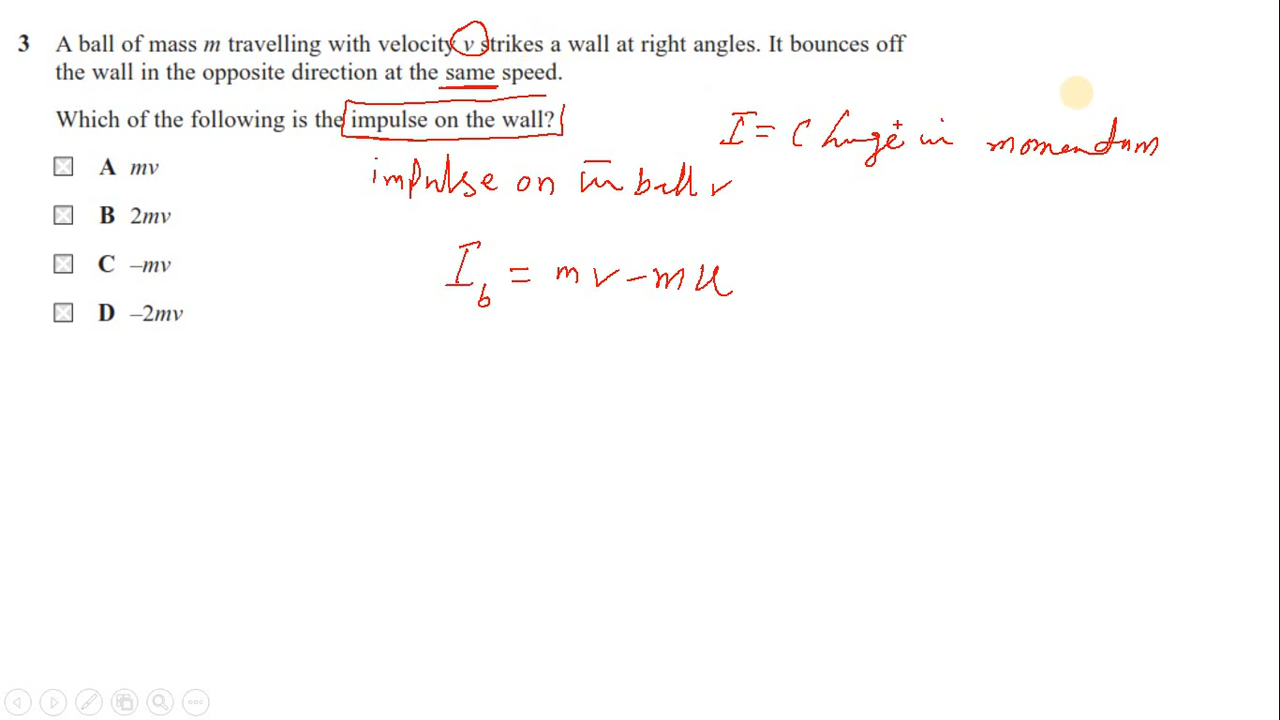 3 A ball of mass m travelling with velocity v strikes a wall at right angles. It bounces off
the wall in the opposite direction at the same speed.
Which of the following is the impulse on the wall?
I = Change in momentum
A mv
impulse on m ball
B 2mv
C –mv
I_b = mv – mu
D –2mv